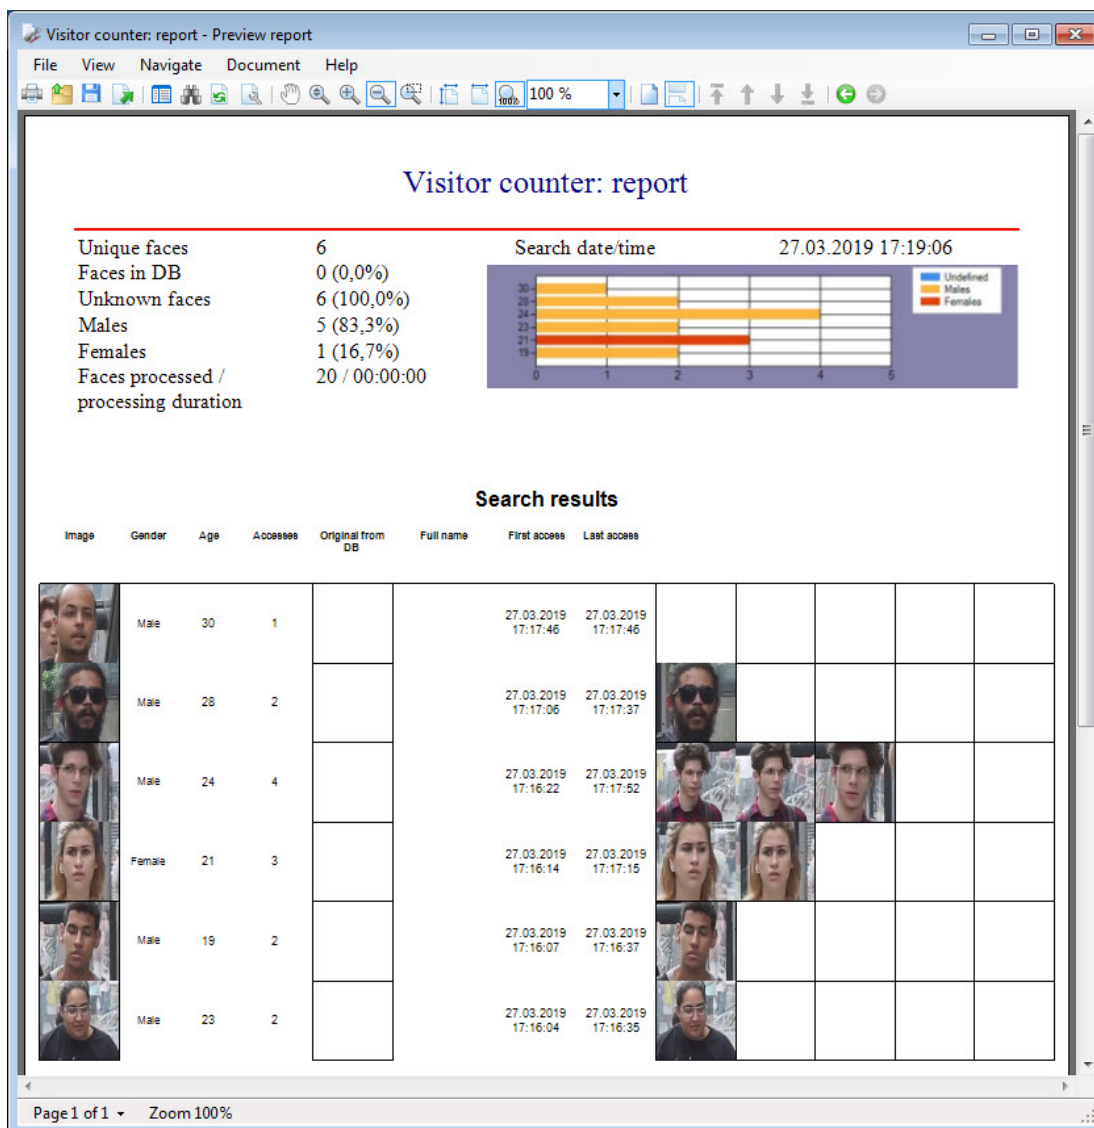 Visitor counter: report - Preview report
File View Navigate Document Help
100% 100 %
Visitor counter: report
Unique faces 6 Search date/time 27.03.2019 17:19:06
Faces in DB 0 (0,0%)
Unknown faces 6 (100,0%)
Males 5 (83,3%)
Females 1 (16,7%)
Faces processed / 20 / 00:00:00
processing duration
Undefined
Males
Females
30
28
24
23
21
19
0 1 2 3 4 5
Search results
Image Gender Age Accesses Original from Full name First access Last access
DB
Male 30 1 27.03.2019 27.03.2019
17:17:46 17:17:46
Male 28 2 27.03.2019 27.03.2019
17:17:06 17:17:37
Male 24 4 27.03.2019 27.03.2019
17:16:22 17:17:52
Female 21 3 27.03.2019 27.03.2019
17:16:14 17:17:15
Male 19 2 27.03.2019 27.03.2019
17:16:07 17:16:37
Male 23 2 27.03.2019 27.03.2019
17:16:04 17:16:35
Page 1 of 1 Zoom 100%